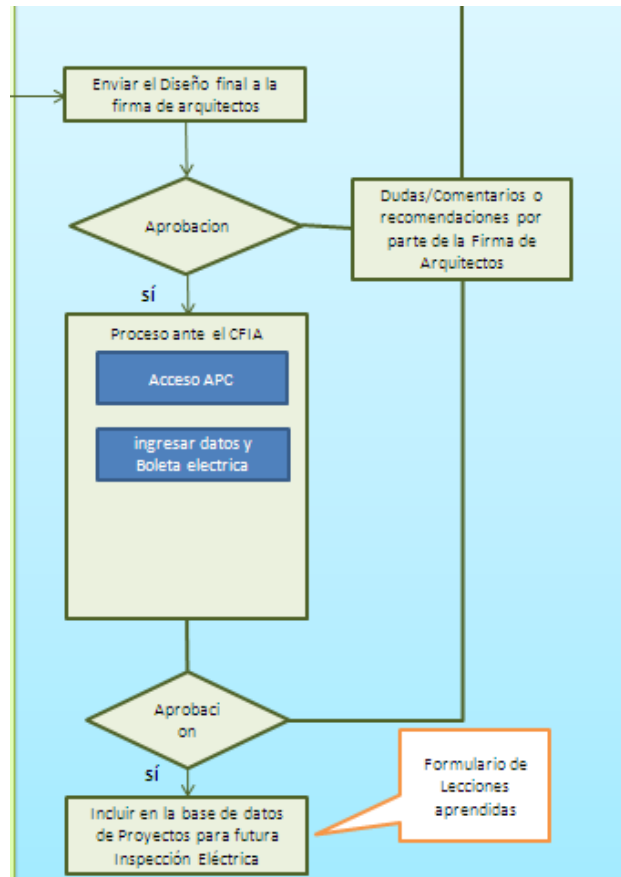 Enviar el Diseño final a la
firma de arquitectos
Aprobacion
Dudas/Comentarios o
recomendaciones por
parte de la Firma de
Arquitectos
sí
Proceso ante el CFIA
Acceso APC
ingresar datos y
Boleta electrica
Aprobaci
on
sí
Formulario de
Lecciones
aprendidas
Incluir en la base de datos
de Proyectos para futura
Inspección Eléctrica